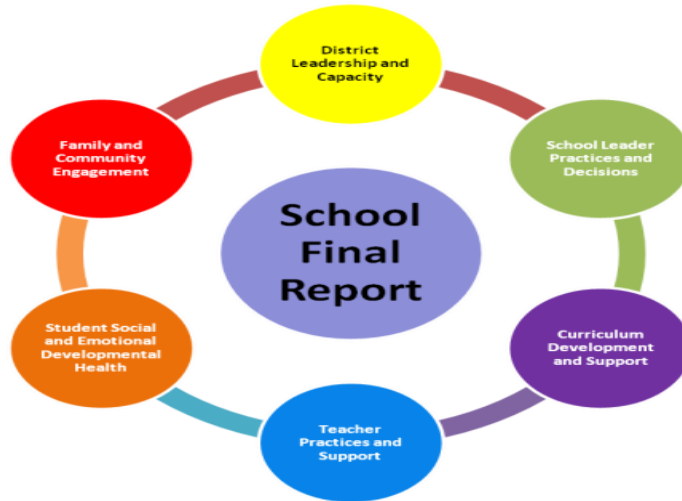 District
Leadership and
Capacity
Family and
Community
Engagement
School Leader
Practices and
Decisions
School
Final
Report
Student Social
and Emotional
Developmental
Health
Curriculum
Development
and Support
Teacher
Practices and
Support